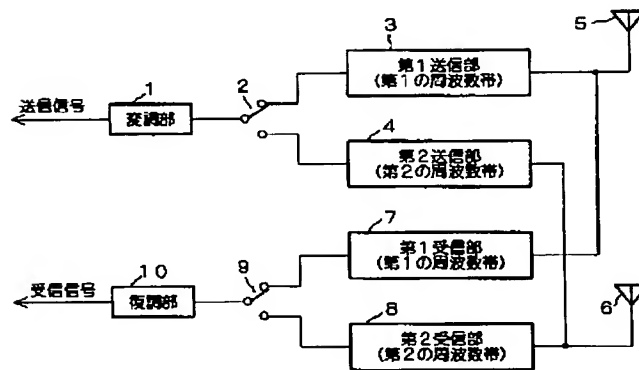 3
第1送信部
(第1の周波数帯)
5
送信信号
1
変調部
2
4
第2送信部
(第2の周波数帯)
7
第1受信部
(第1の周波数帯)
受信信号
10
復調部
9
8
第2受信部
(第2の周波数帯)
6